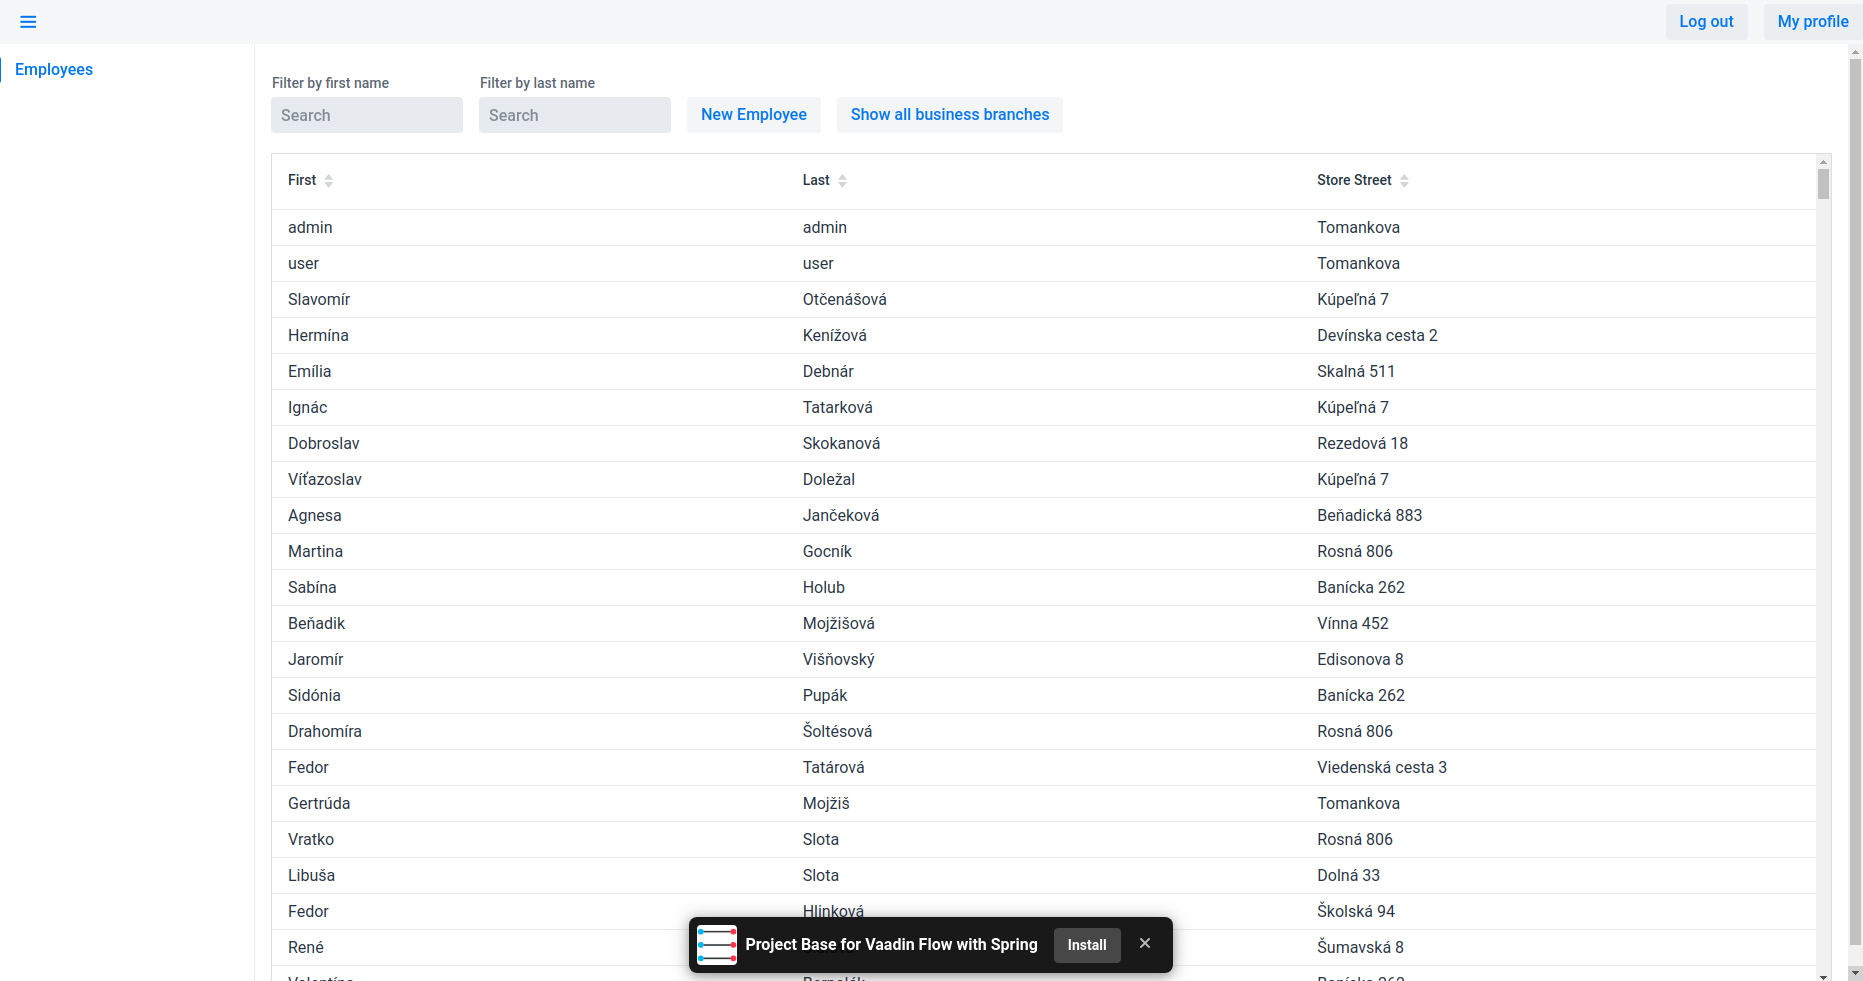 Log out My profile
Employees
Filter by first name Filter by last name
Search Search New Employee Show all business branches
First Last Store Street
admin admin Tomankova
user user Tomankova
Slavomír Otčenášová Kúpeľná 7
Hermína Kenížová Devínska cesta 2
Emília Debnár Skalná 511
Ignác Tatarková Kúpeľná 7
Dobroslav Skokanová Rezedová 18
Víťazoslav Doležal Kúpeľná 7
Agnesa Jančeková Beňadická 883
Martina Gocník Rosná 806
Sabína Holub Banícka 262
Beňadik Mojžišová Vínna 452
Jaromír Višňovský Edisonova 8
Sidónia Pupák Banícka 262
Drahomíra Šoltésová Rosná 806
Fedor Tatárová Viedenská cesta 3
Gertrúda Mojžiš Tomankova
Vratko Slota Rosná 806
Libuša Slota Dolná 33
Fedor Hlinková Školská 94
René Šumavská 8
Project Base for Vaadin Flow with Spring Install